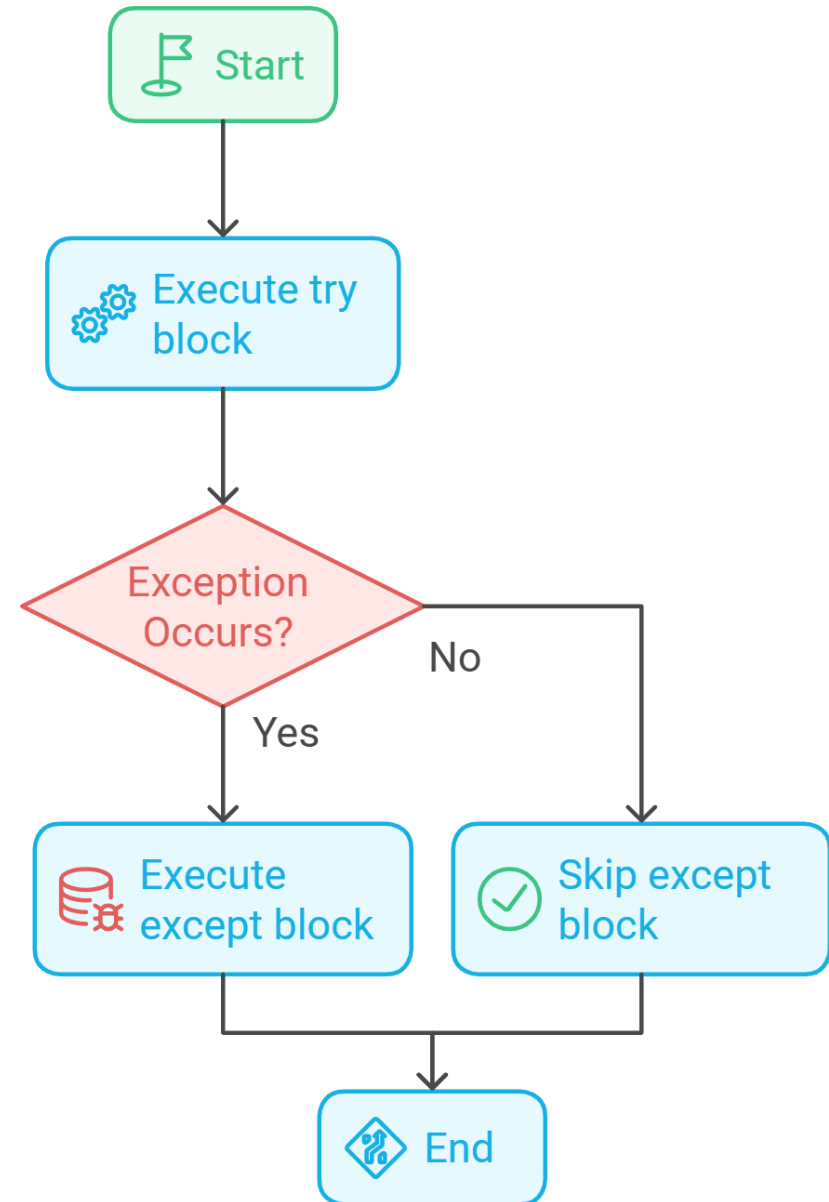 Start
Execute try
block
Exception
Occurs?
No
Yes
Execute
except block
Skip except
block
End